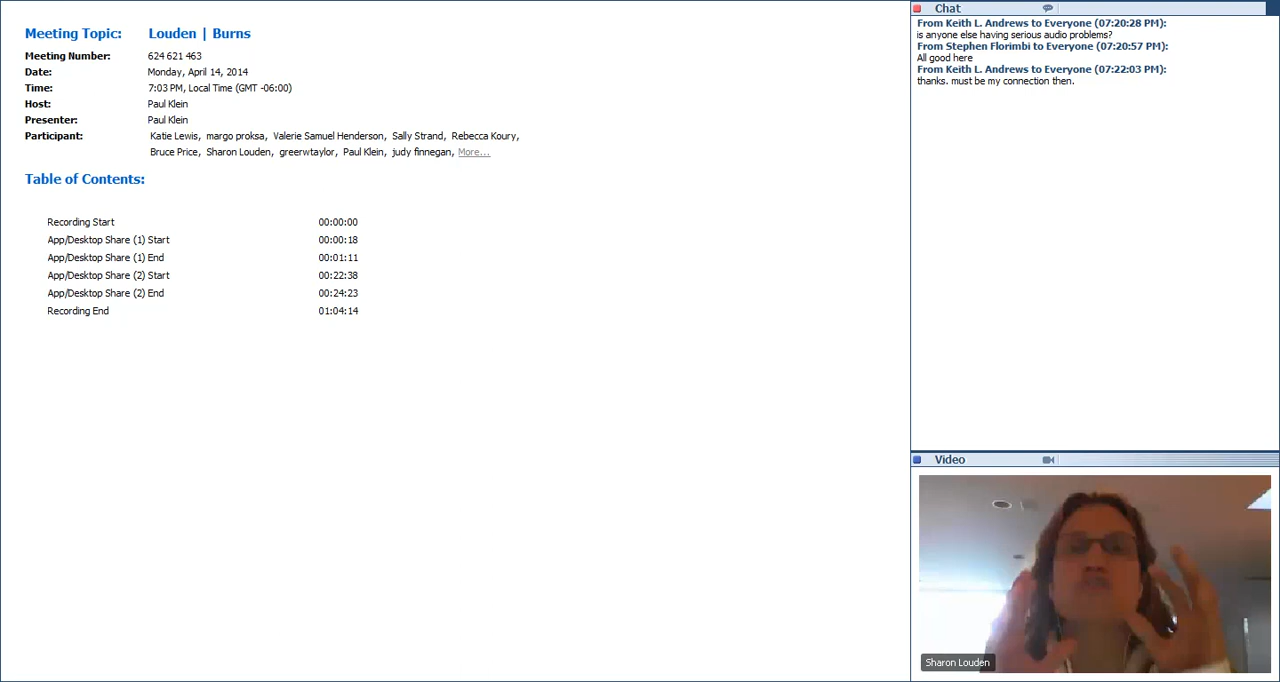 Meeting Topic: Louden | Burns
Meeting Number: 624 621 463
Date: Monday, April 14, 2014
Time: 7:03 PM, Local Time (GMT -06:00)
Host: Paul Klein
Presenter: Paul Klein
Participant: Katie Lewis, margo proksa, Valerie Samuel Henderson, Sally Strand, Rebecca Koury,
Bruce Price, Sharon Louden, greerwtaylor, Paul Klein, judy finnegan, More...
Table of Contents:
Recording Start 00:00:00
App/Desktop Share (1) Start 00:00:18
App/Desktop Share (1) End 00:01:11
App/Desktop Share (2) Start 00:22:38
App/Desktop Share (2) End 00:24:23
Recording End 01:04:14
Chat
From Keith L. Andrews to Everyone (07:20:28 PM):
is anyone else having serious audio problems?
From Stephen Florimbi to Everyone (07:20:57 PM):
All good here
From Keith L. Andrews to Everyone (07:22:03 PM):
thanks. must be my connection then.
Video
Sharon Louden